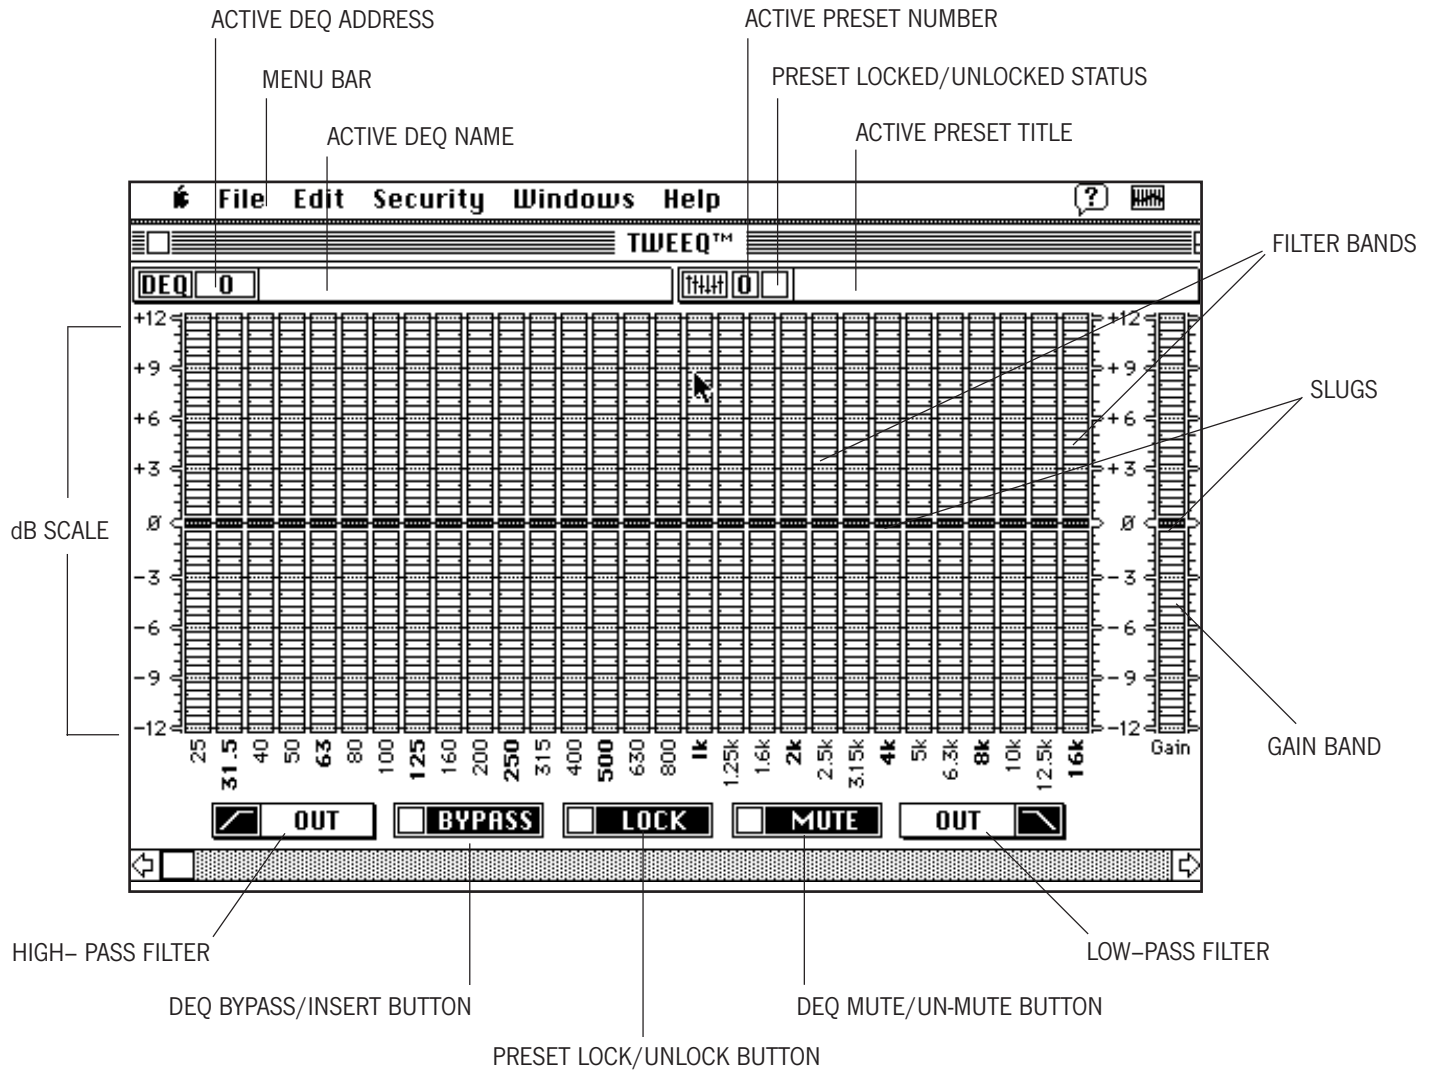 ACTIVE DEQ ADDRESS
ACTIVE PRESET NUMBER
MENU BAR
PRESET LOCKED/UNLOCKED STATUS
ACTIVE DEQ NAME
ACTIVE PRESET TITLE
File Edit Security Windows Help ?
TWEEQ™
FILTER BANDS
DEQ 0 0
+12 +12
+9 +9
SLUGS
+6 +6
+3 +3
Ø Ø
dB SCALE
-3 -3
-6 -6
-9 -9
-12 -12
25 31.5 40 50 63 80 100 125 160 200 250 315 400 500 630 800 1k 1.25k 1.6k 2k 2.5k 3.15k 4k 5k 6.3k 8k 10k 12.5k 16k Gain
GAIN BAND
OUT BYPASS LOCK MUTE OUT
HIGH– PASS FILTER
LOW–PASS FILTER
DEQ BYPASS/INSERT BUTTON
DEQ MUTE/UN-MUTE BUTTON
PRESET LOCK/UNLOCK BUTTON